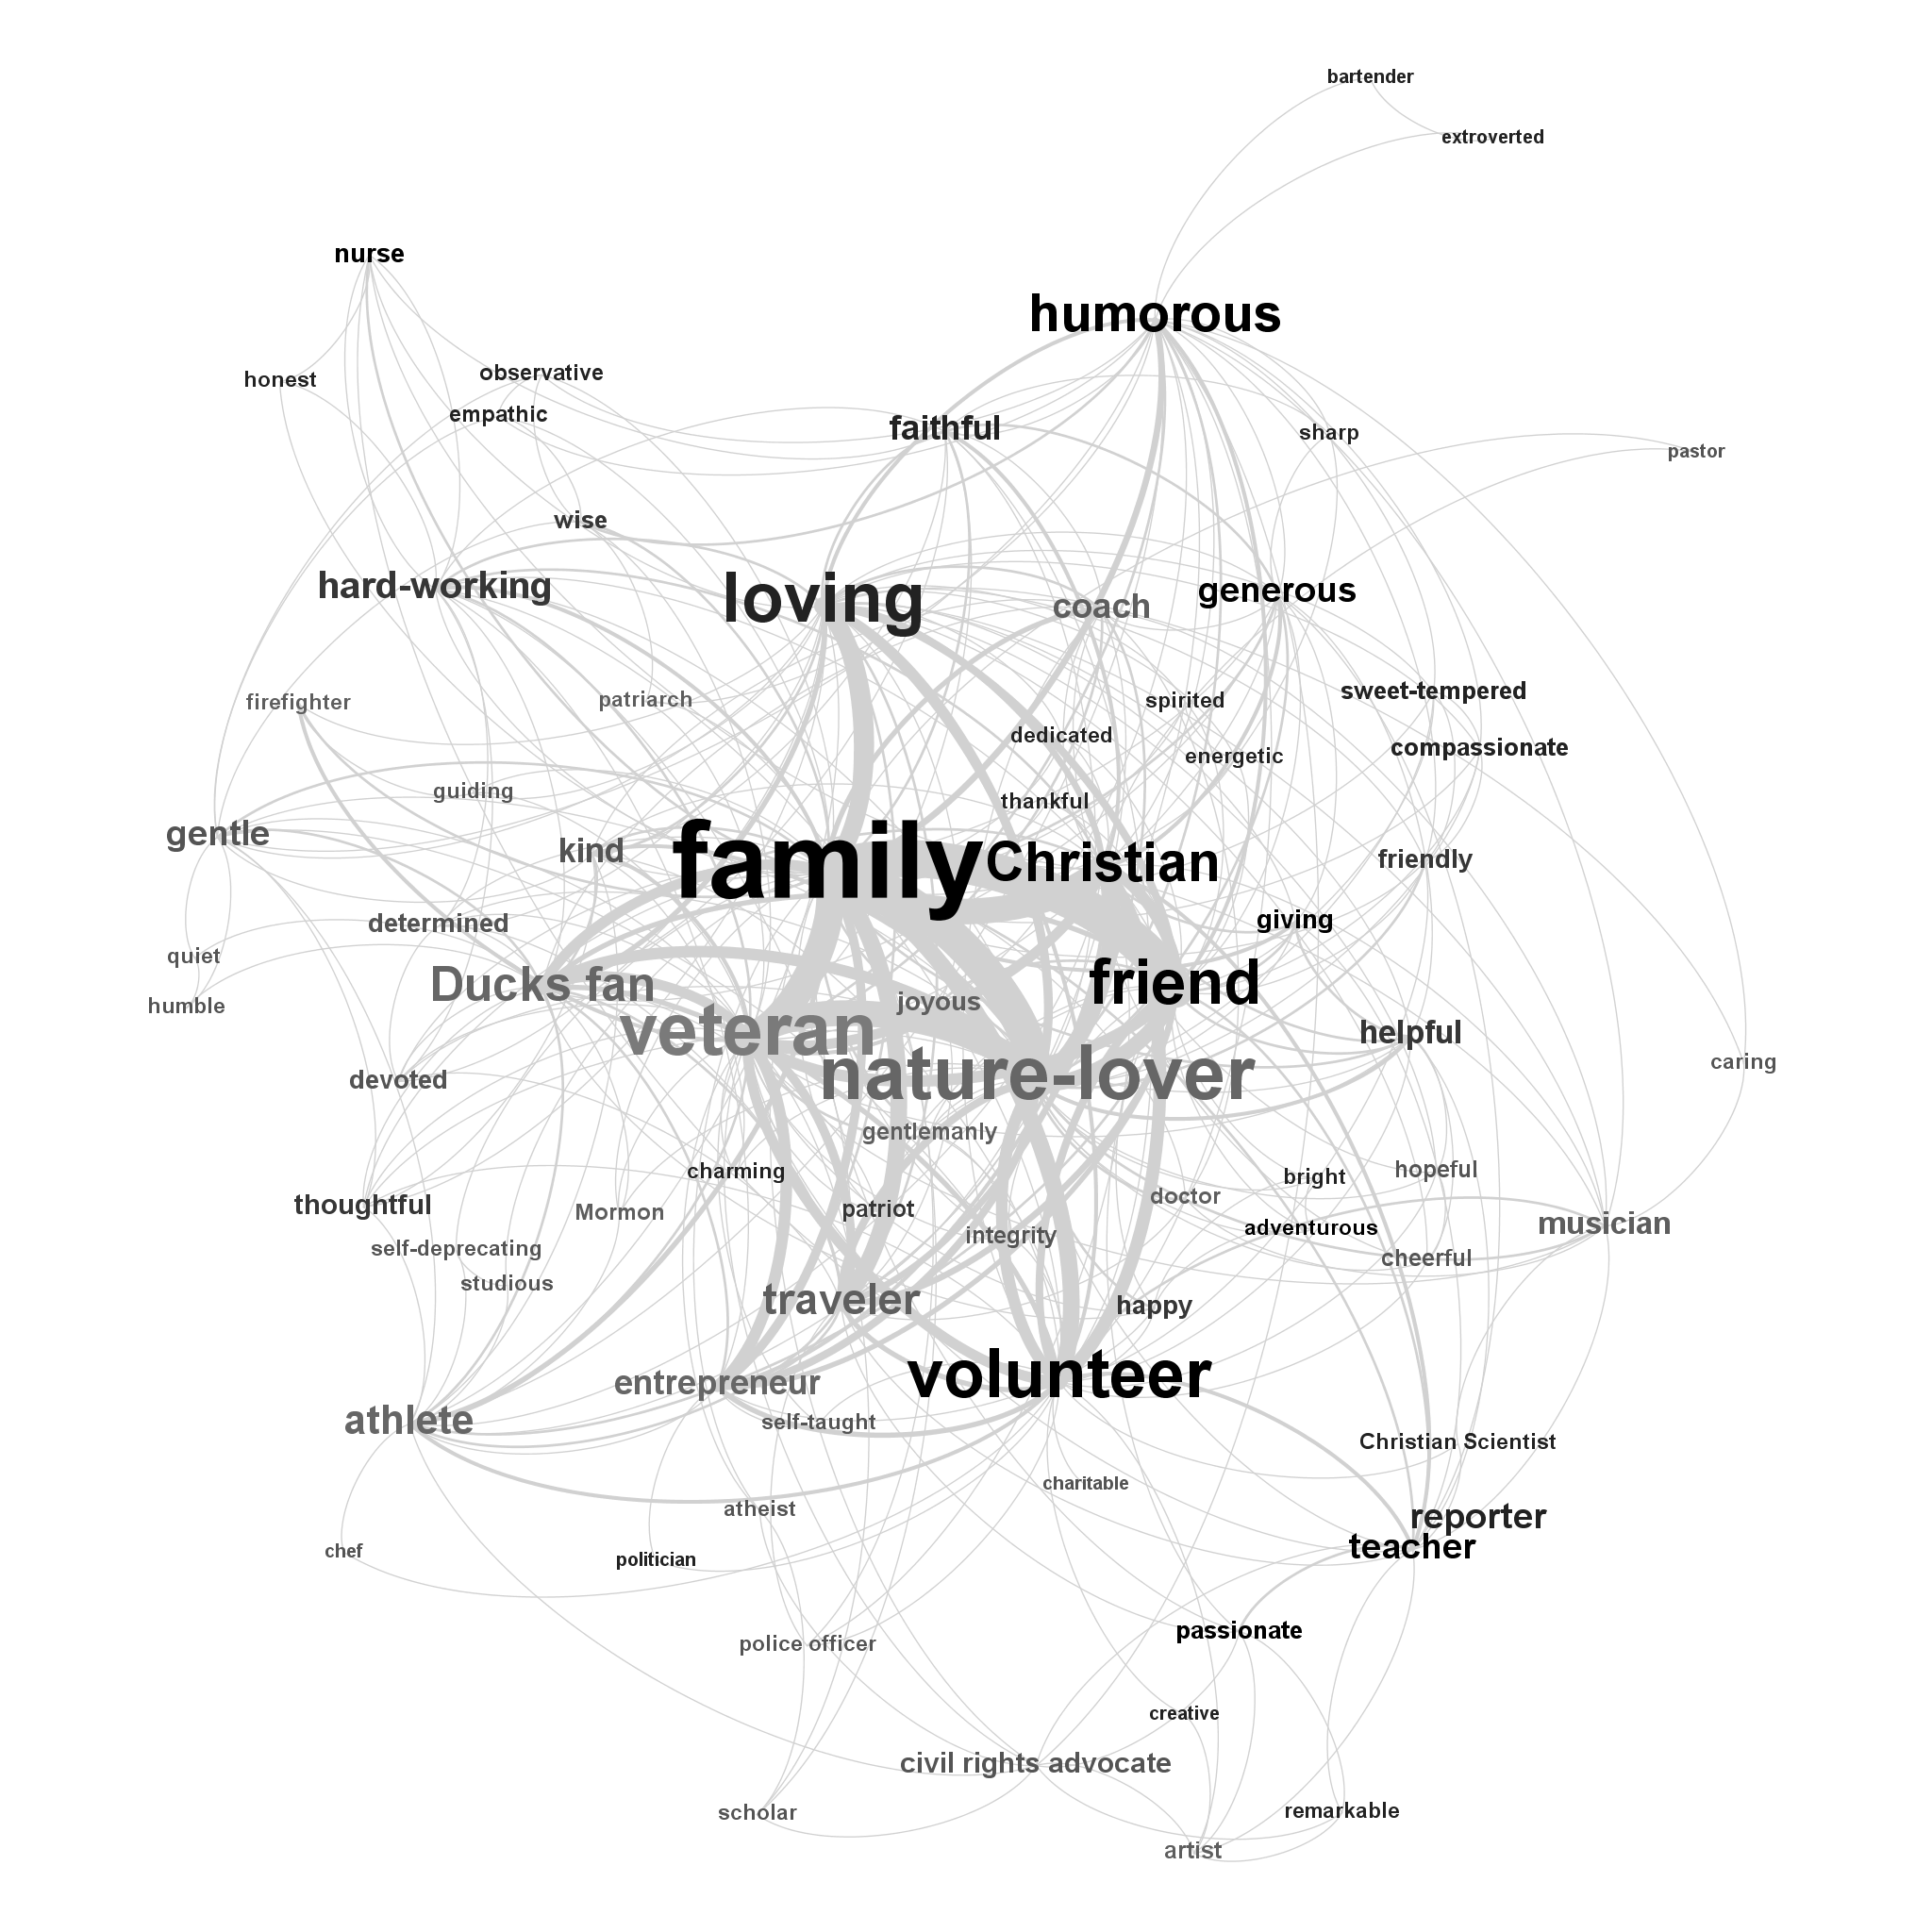 bartender
extroverted
nurse
humorous
honest
observative
empathic
faithful
sharp
pastor
wise
hard-working
loving
coach
generous
firefighter
patriarch
spirited
sweet-tempered
dedicated
energetic
compassionate
guiding
thankful
gentle
kind
family
Christian
friendly
determined
giving
quiet
Ducks fan
friend
humble
joyous
veteran
helpful
nature-lover
devoted
caring
gentlemanly
charming
bright
hopeful
doctor
thoughtful
Mormon
patriot
integrity
adventurous
musician
self-deprecating
cheerful
studious
traveler
happy
entrepreneur
volunteer
athlete
self-taught
Christian Scientist
charitable
atheist
reporter
teacher
chef
politician
police officer
passionate
creative
civil rights advocate
scholar
remarkable
artist